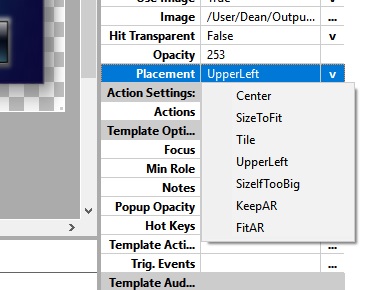 Use Image True
Image /User/Dean/Outpu... ...
Hit Transparent False v
Opacity 253
Placement UpperLeft v
Action Settings:
Center
Actions
SizeToFit
Template Opti...
Tile
Focus
UpperLeft
Min Role
SizeIfTooBig
Notes
KeepAR
Popup Opacity
FitAR
Hot Keys
Template Acti... ...
Trig. Events ...
Template Aud...